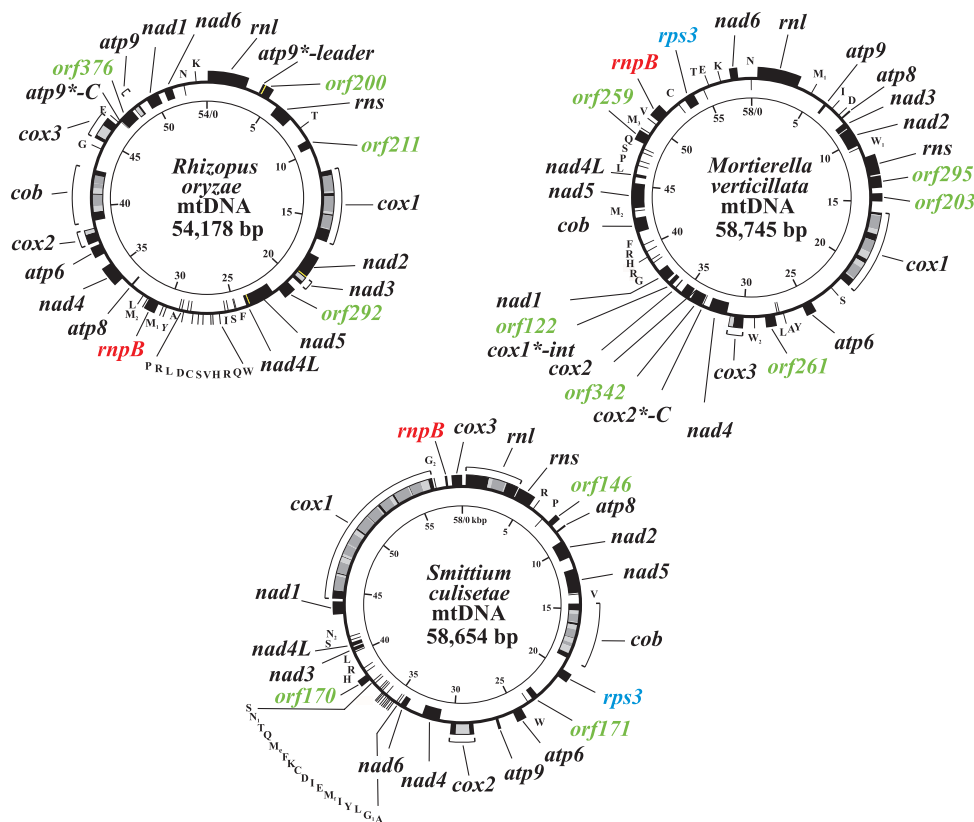 nad6
rnl
nad1
atp9*-leader
atp9
orf200
orf376
rns
atp9*-C
N
K
T
E
orf211
cox3
G
54/0
5
10
15
20
25
30
35
40
45
50
Rhizopus
oryzae
mtDNA
54,178 bp
cob
cox1
cox2
atp6
nad2
nad4
nad3
orf292
atp8
L
M2
M1
Y
A
I
S
F
nad5
rnpB
nad4L
P R L D C S V H R Q W
nad6
rnl
rps3
atp9
rnpB
atp8
orf259
nad3
nad2
T E
K
N
M1
I
D
C
V
M3
Q
S
P
L
W1
rns
orf295
nad4L
orf203
nad5
cob
M2
58/0
5
10
15
20
30
35
40
45
50
55
Mortierella
verticillata
mtDNA
58,745 bp
cox1
F
R
H
R
G
S
nad1
orf122
cox1*-int
cox2
orf342
cox2*-C
nad4
cox3
W2
L
A
Y
orf261
atp6
rnpB
cox3
rnl
G2
rns
R
P
orf146
atp8
cox1
nad2
nad5
58/0 kbp
5
10
15
20
25
30
35
40
45
50
55
Smittium
culisetae
mtDNA
58,654 bp
V
cob
nad1
N2
S
nad4L
nad3
L
R
H
rps3
orf170
orf171
W
atp6
atp9
cox2
nad4
nad6
S N1 T Q Me F K C D I E Mf I Y L G1 A